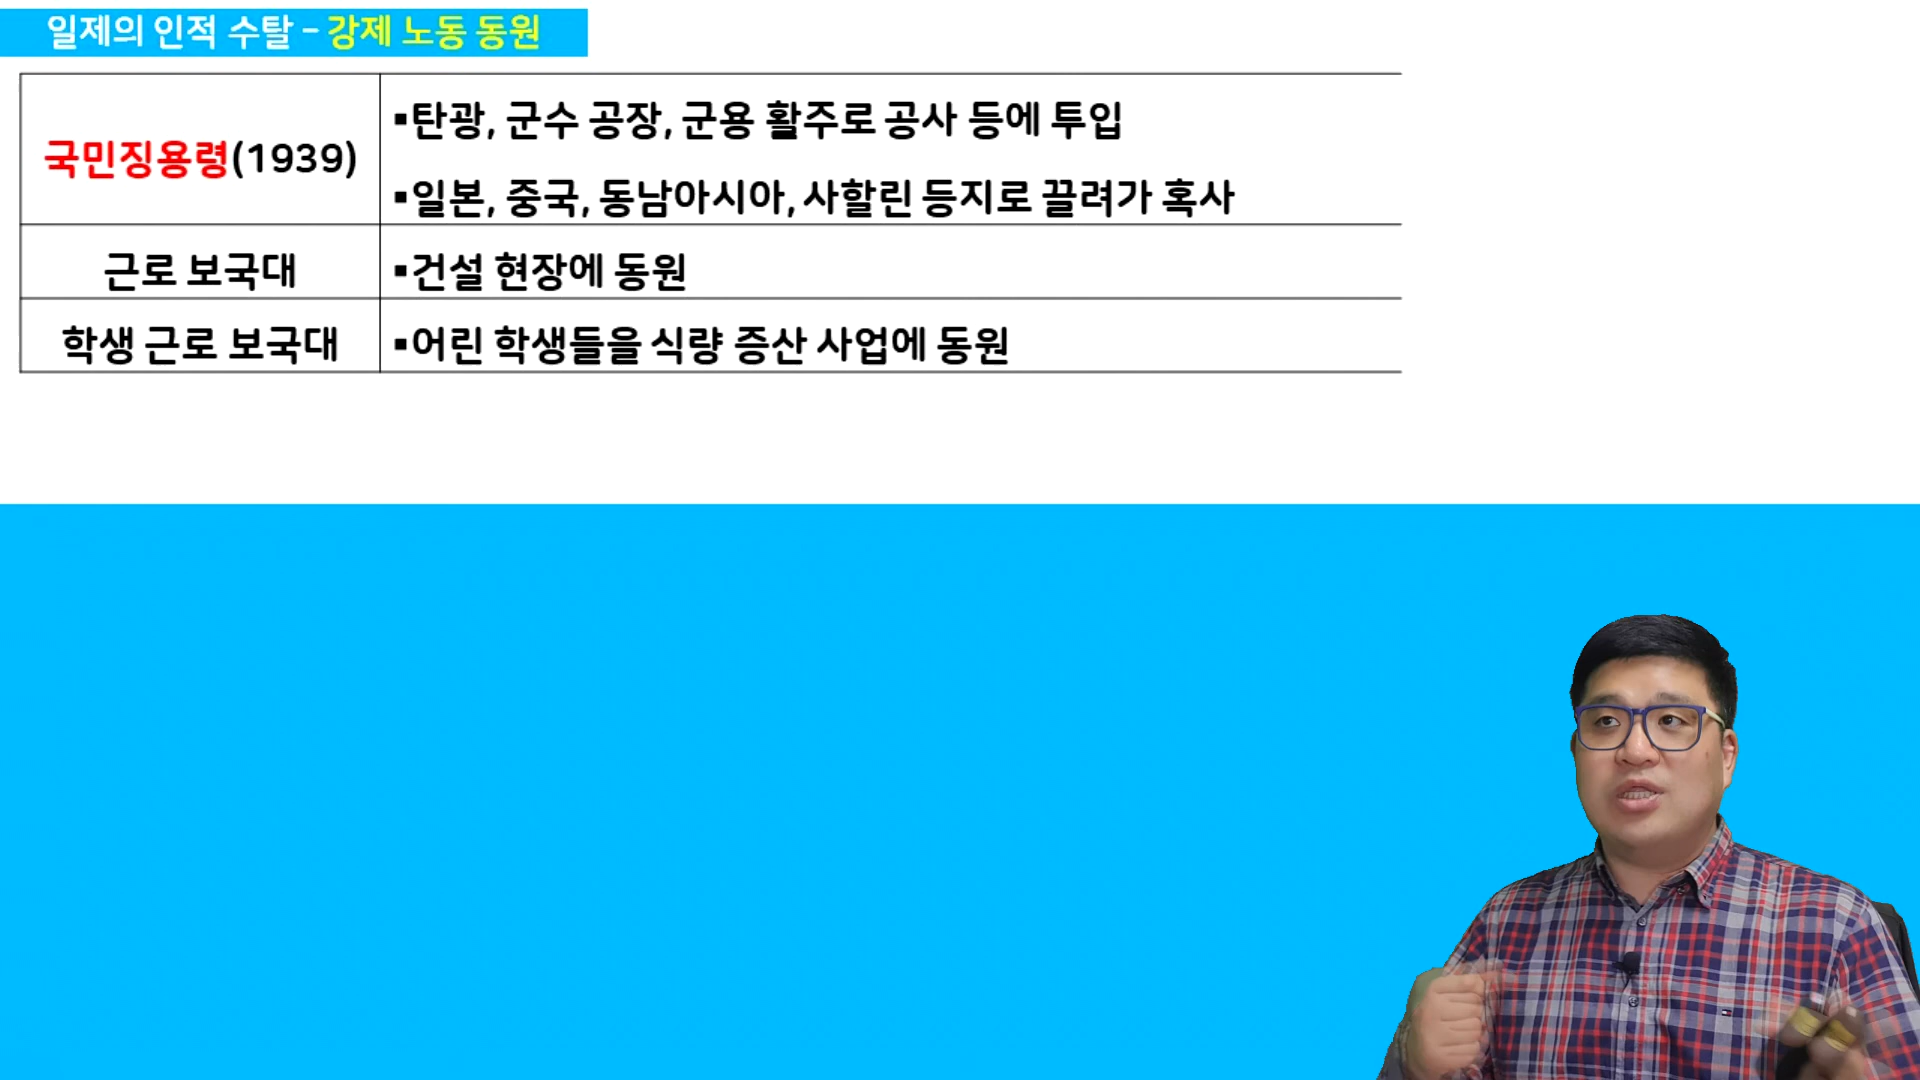 일제의 인적 수탈 - 강제 노동 동원
국민징용령(1939)
▪탄광, 군수 공장, 군용 활주로 공사 등에 투입
▪일본, 중국, 동남아시아, 사할린 등지로 끌려가 혹사
근로 보국대
▪건설 현장에 동원
학생 근로 보국대
▪어린 학생들을 식량 증산 사업에 동원